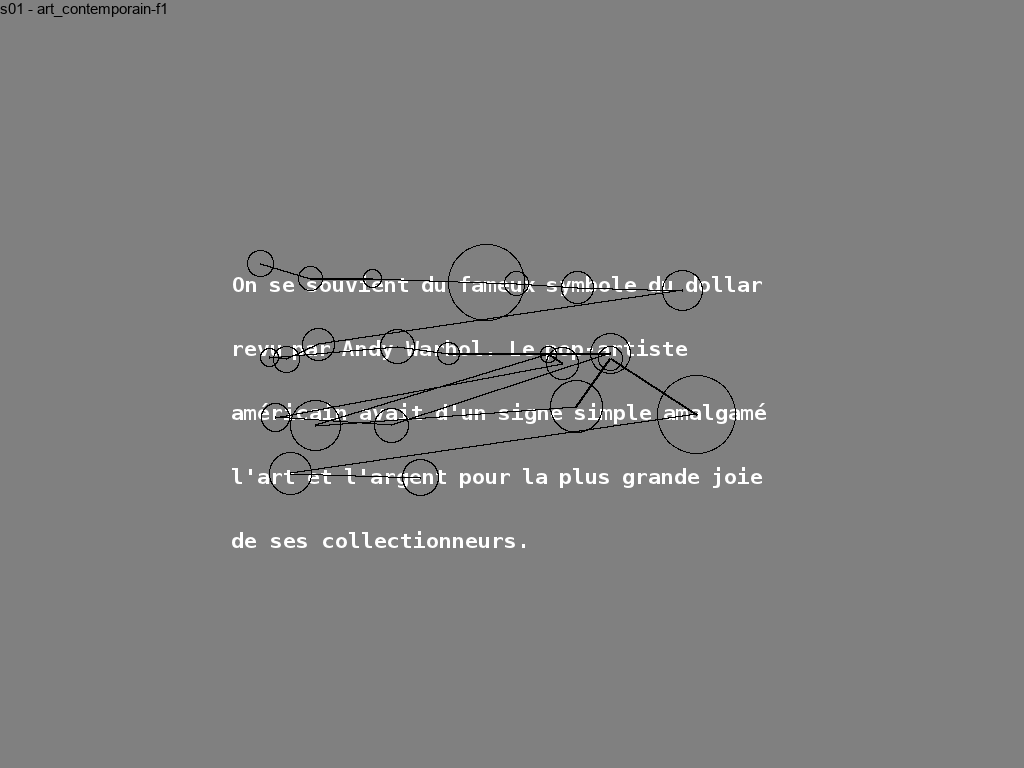 s01 - art_contemporain-f1
On se souvient du fameux symbole du dollar
revu par Andy Warhol. Le pop-artiste
américain avait d'un signe simple amalgamé
l'art et l'argent pour la plus grande joie
de ses collectionneurs.